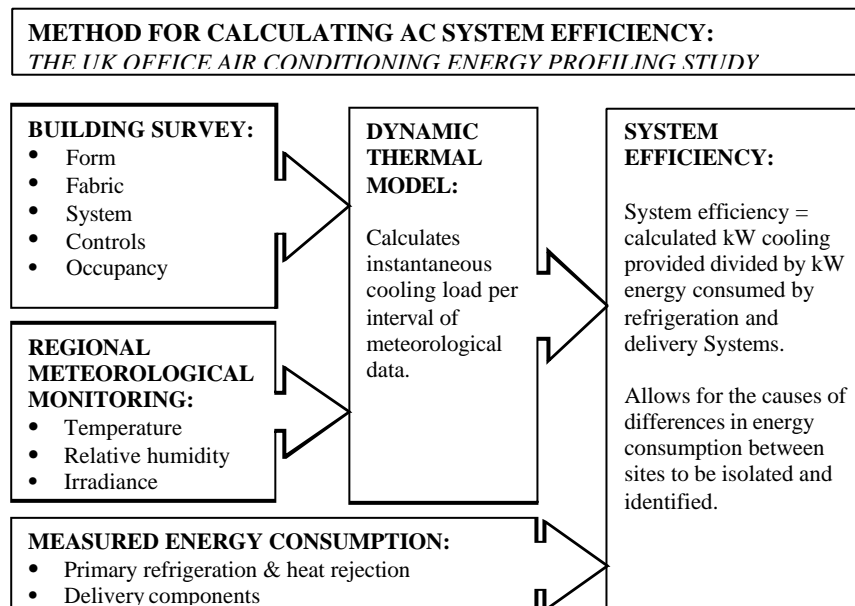 METHOD FOR CALCULATING AC SYSTEM EFFICIENCY:
THE UK OFFICE AIR CONDITIONING ENERGY PROFILING STUDY
BUILDING SURVEY:
• Form
• Fabric
• System
• Controls
• Occupancy
REGIONAL
METEOROLOGICAL
MONITORING:
• Temperature
• Relative humidity
• Irradiance
DYNAMIC
THERMAL
MODEL:
Calculates
instantaneous
cooling load per
interval of
meteorological
data.
MEASURED ENERGY CONSUMPTION:
• Primary refrigeration & heat rejection
• Delivery components
SYSTEM
EFFICIENCY:
System efficiency =
calculated kW cooling
provided divided by kW
energy consumed by
refrigeration and
delivery Systems.
Allows for the causes of
differences in energy
consumption between
sites to be isolated and
identified.